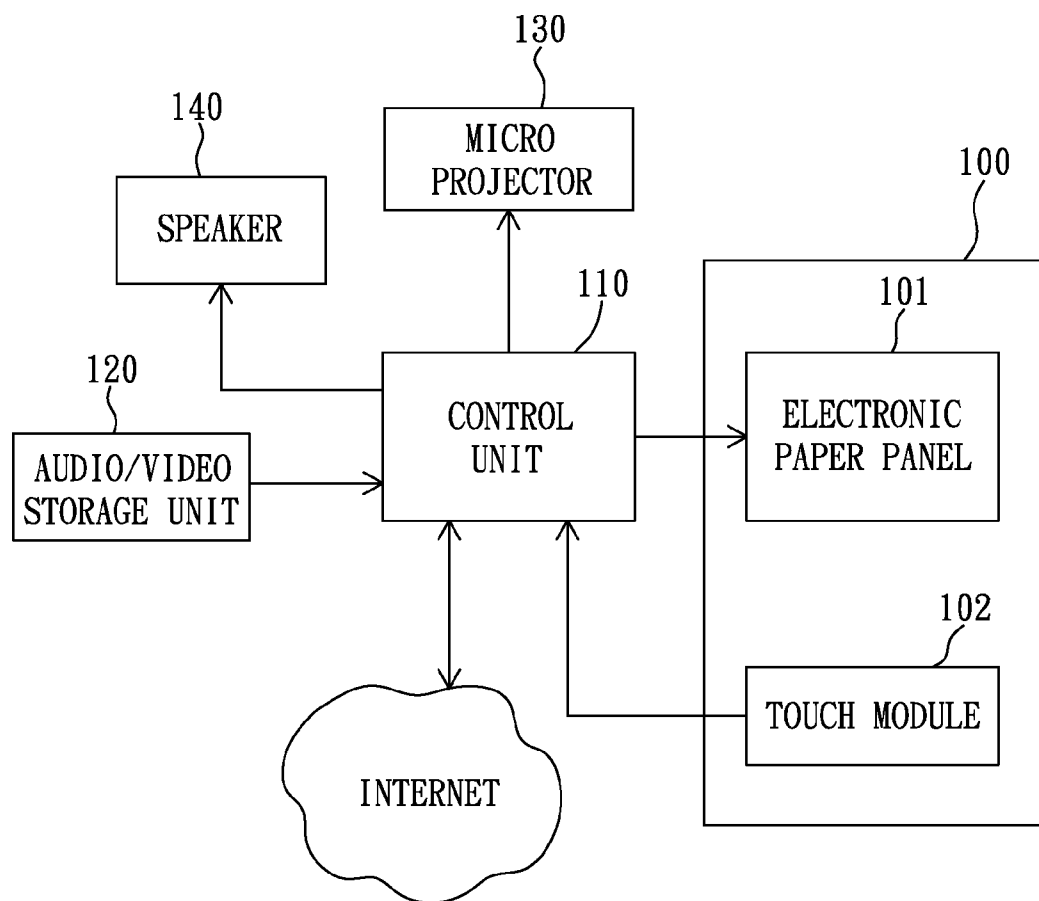 130
MICRO
PROJECTOR
140
SPEAKER
100
110
101
CONTROL
UNIT
ELECTRONIC
PAPER PANEL
120
AUDIO/VIDEO
STORAGE UNIT
102
TOUCH MODULE
INTERNET